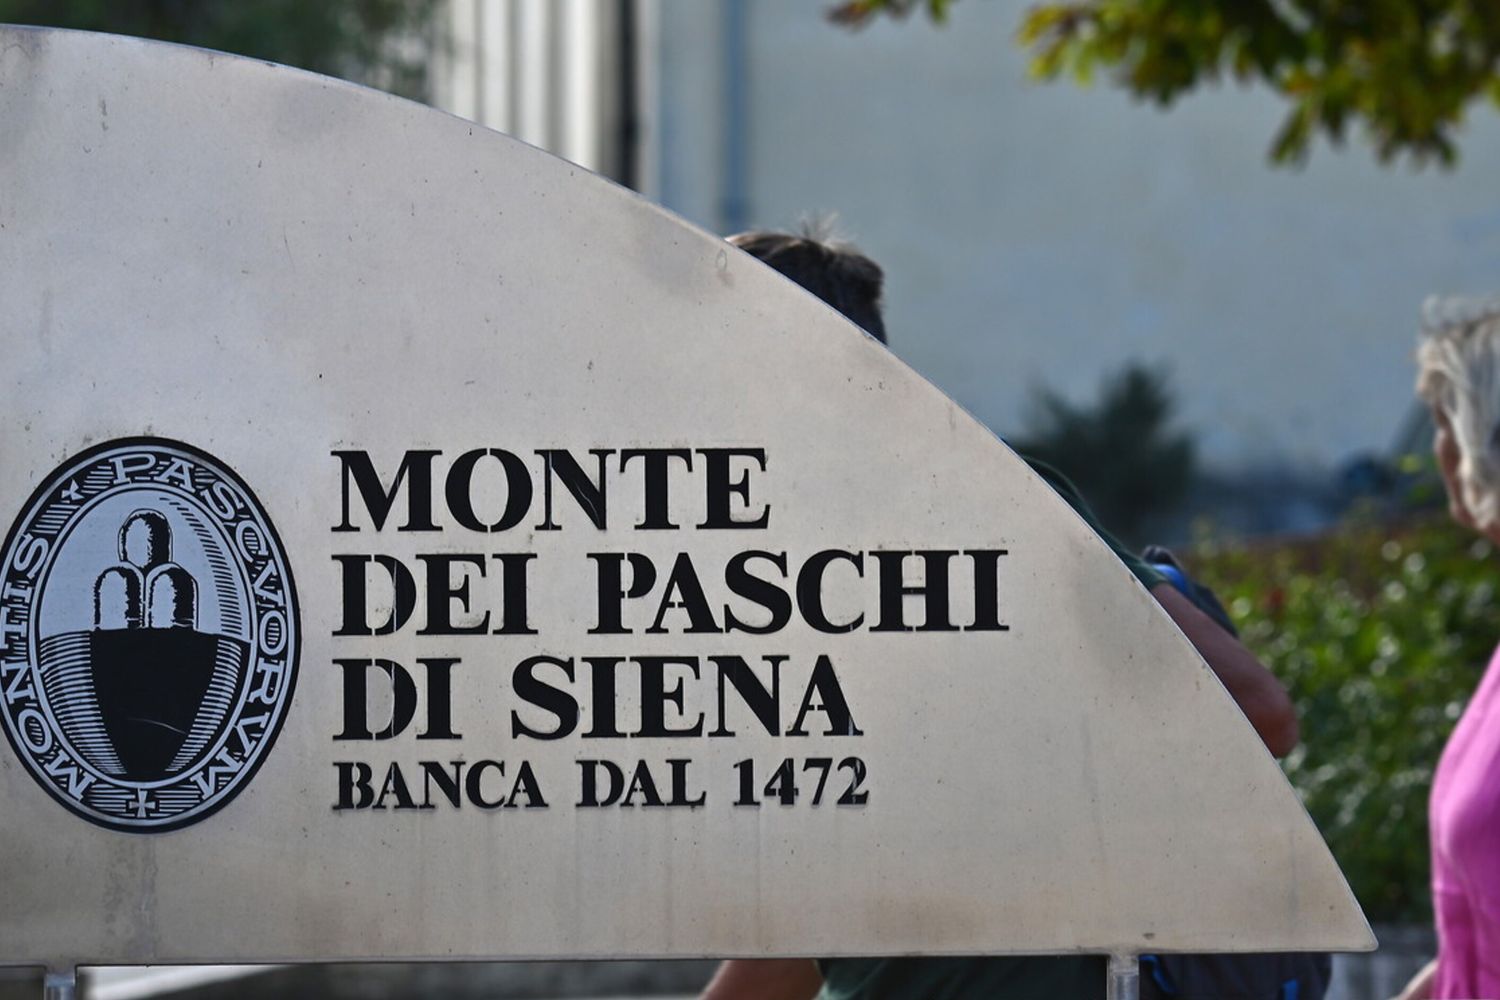 MONTIS PASCVORVM
MONTE
DEI PASCHI
DI SIENA
BANCA DAL 1472